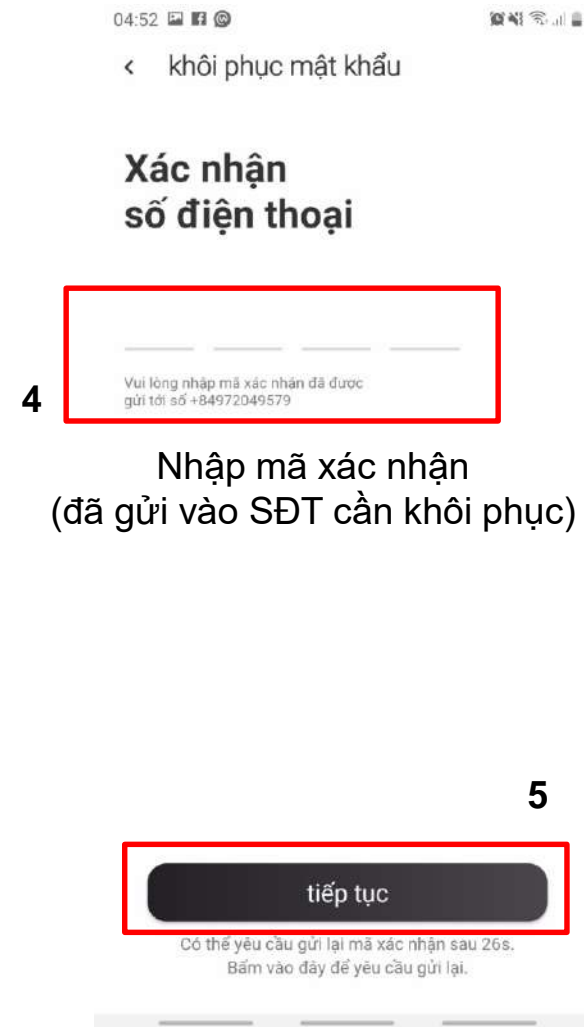 04:52
khôi phục mật khẩu
Xác nhận
số điện thoại
Vui lòng nhập mã xác nhận đã được
gửi tới số +84972049579
4
Nhập mã xác nhận
(đã gửi vào SĐT cần khôi phục)
5
tiếp tục
Có thể yêu cầu gửi lại mã xác nhận sau 26s.
Bấm vào đây để yêu cầu gửi lại.